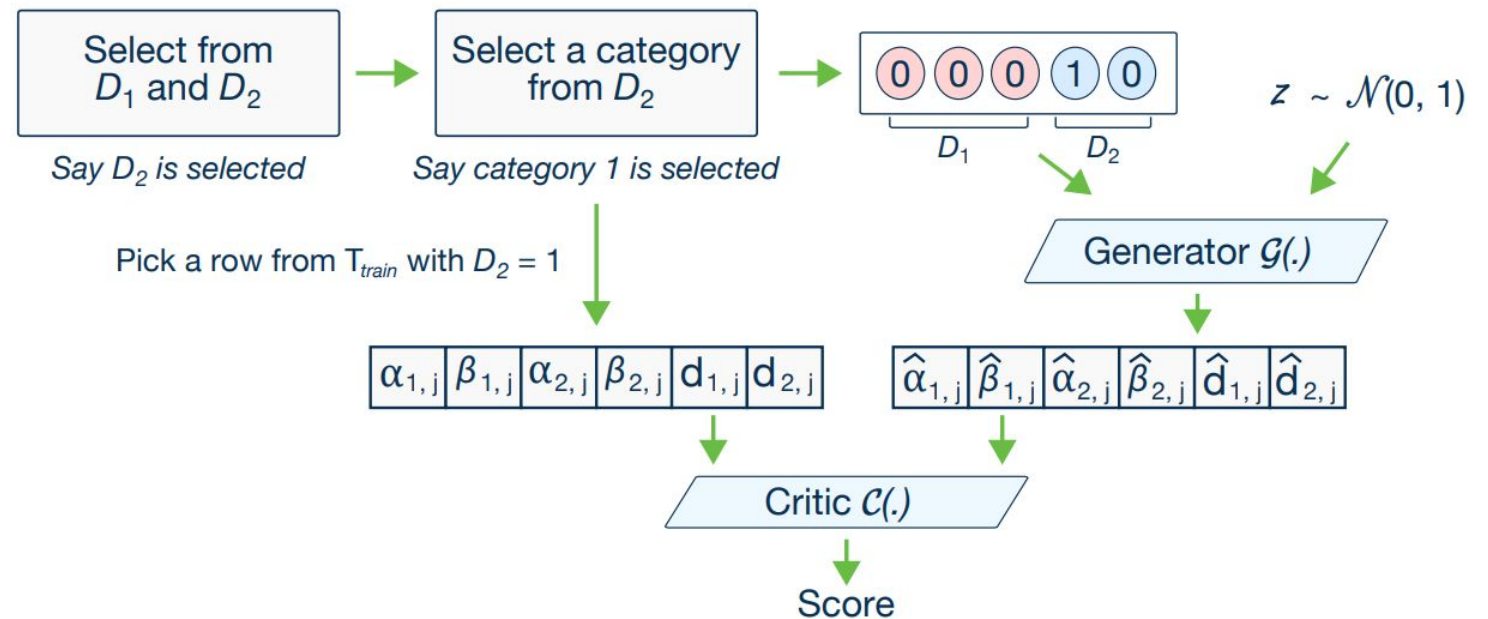 Select from
D₁ and D₂
Select a category
from D₂
0 0 0 1 0
D₁ D₂
z ~ 𝒩(0, 1)
Say D₂ is selected
Say category 1 is selected
Pick a row from T_train with D₂ = 1
Generator 𝒢(.)
α₁,ⱼ β₁,ⱼ α₂,ⱼ β₂,ⱼ d₁,ⱼ d₂,ⱼ
α̂₁,ⱼ β̂₁,ⱼ α̂₂,ⱼ β̂₂,ⱼ d̂₁,ⱼ d̂₂,ⱼ
Critic 𝒞(.)
Score